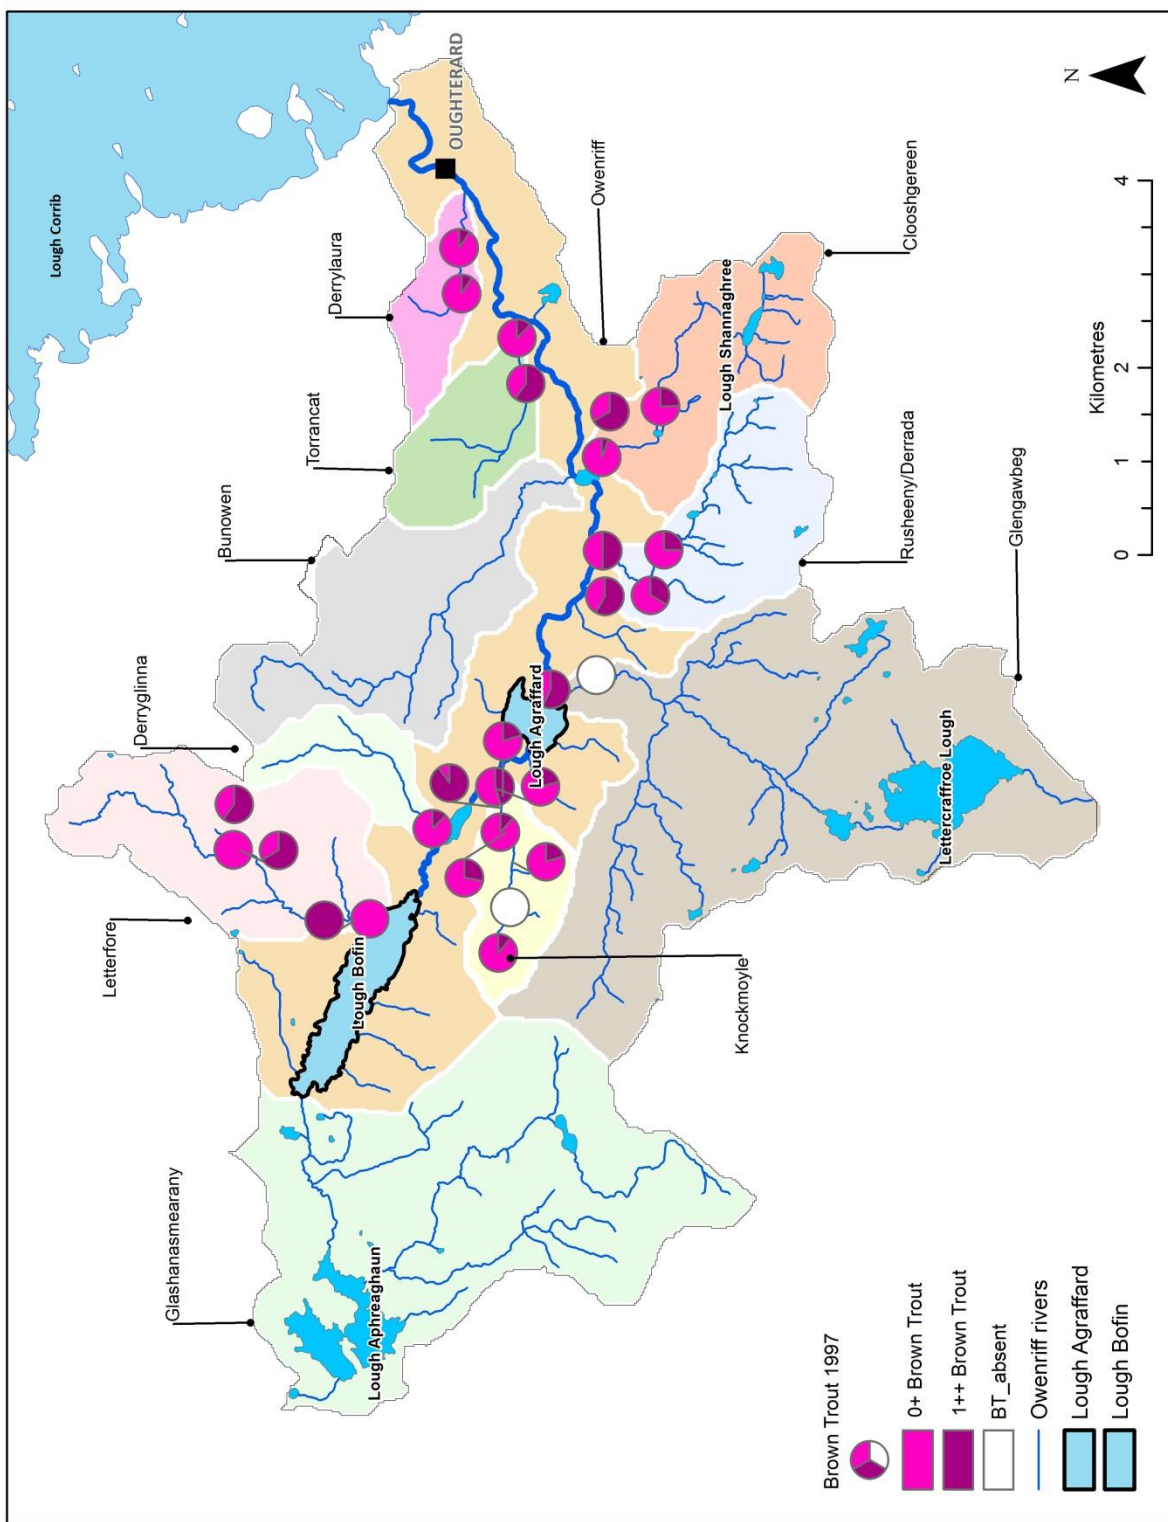 Lough Corrib
OUGHTERARD
N
Derrylaura
Torrancat
Bunowen
Derryglinna
Letterfore
Glashanasmearany
Owenriff
Clooshgereen
Lough Shannaghree
Rusheeny/Derrada
Glengawbeg
Lough Agraffard
Lettercraffroe Lough
Lough Bofin
Knockmoyle
Lough Aphreaghaun
Brown Trout 1997
0+ Brown Trout
1++ Brown Trout
BT_absent
Owenriff rivers
Lough Agraffard
Lough Bofin
0 1 2 4
Kilometres